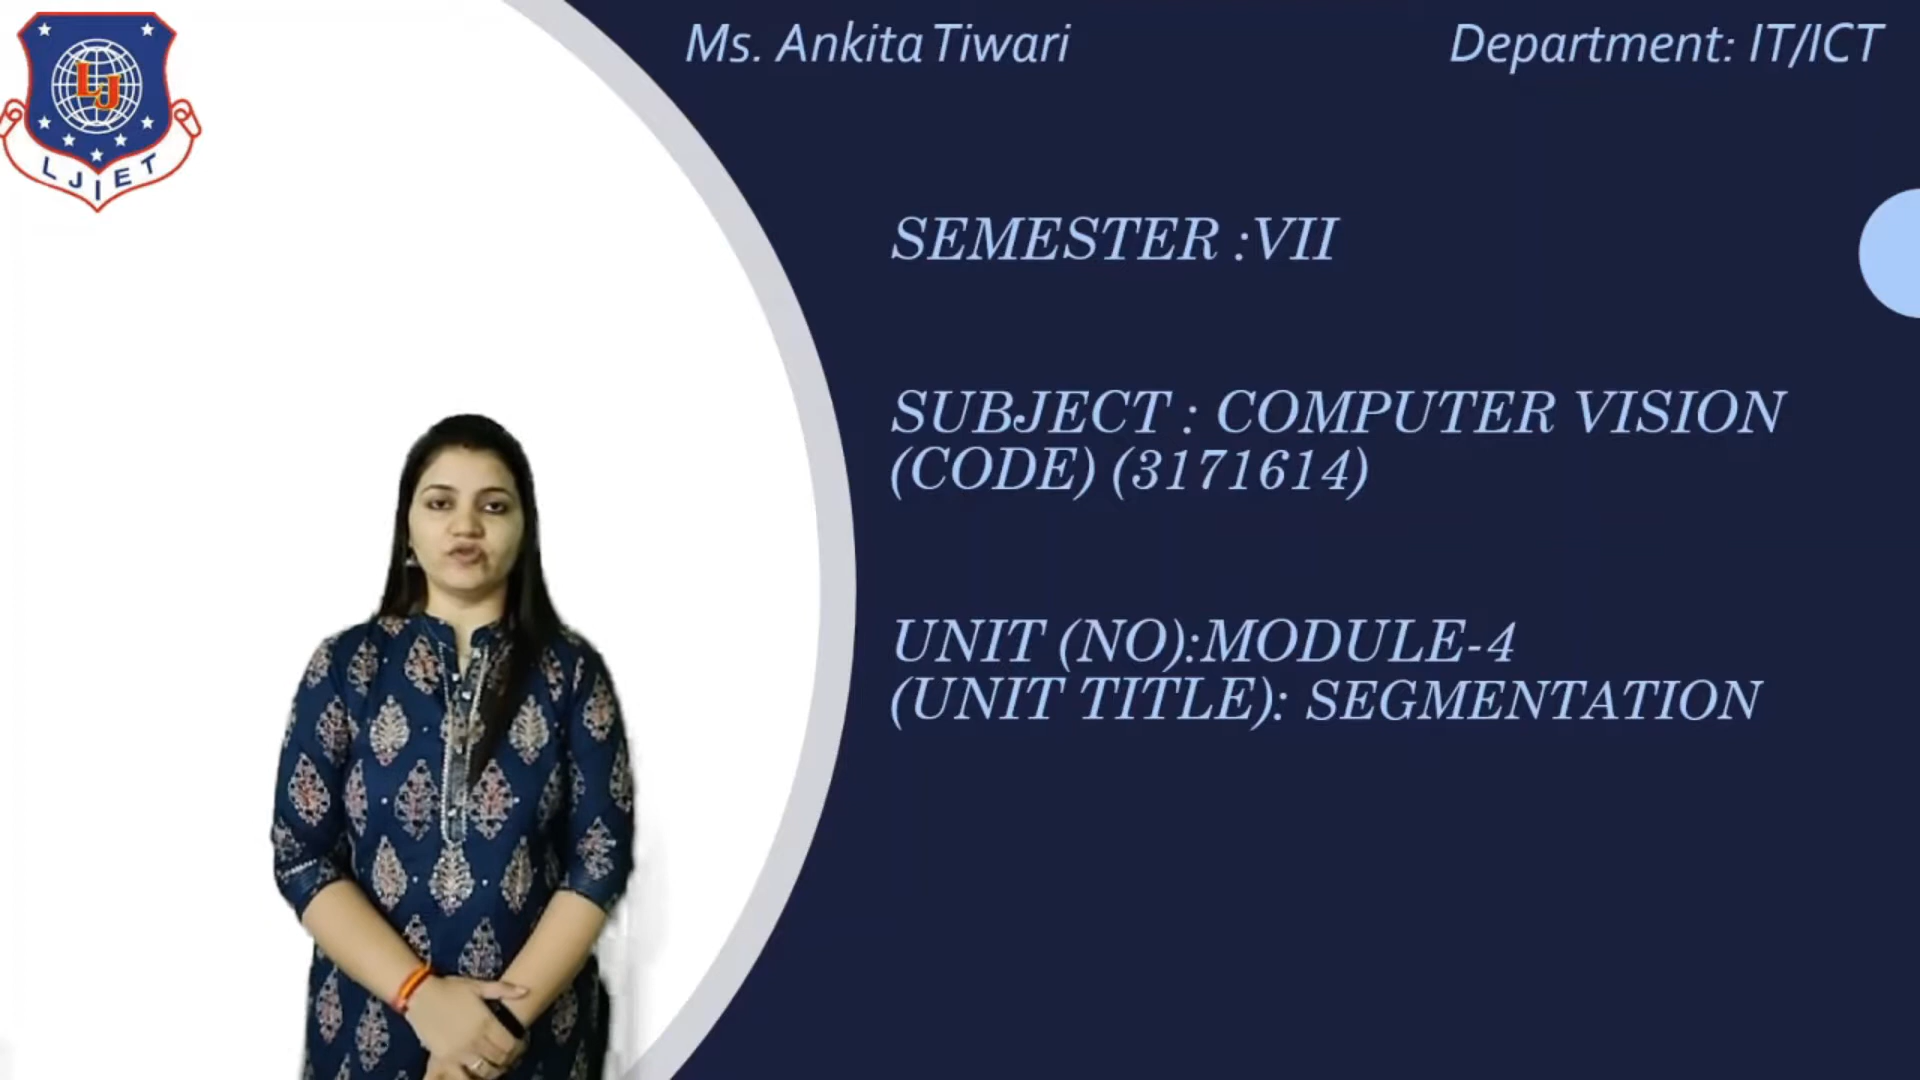 LJ
LJIET
Ms. Ankita Tiwari
Department: IT/ICT
SEMESTER :VII
SUBJECT : COMPUTER VISION
(CODE) (3171614)
UNIT (NO):MODULE-4
(UNIT TITLE): SEGMENTATION